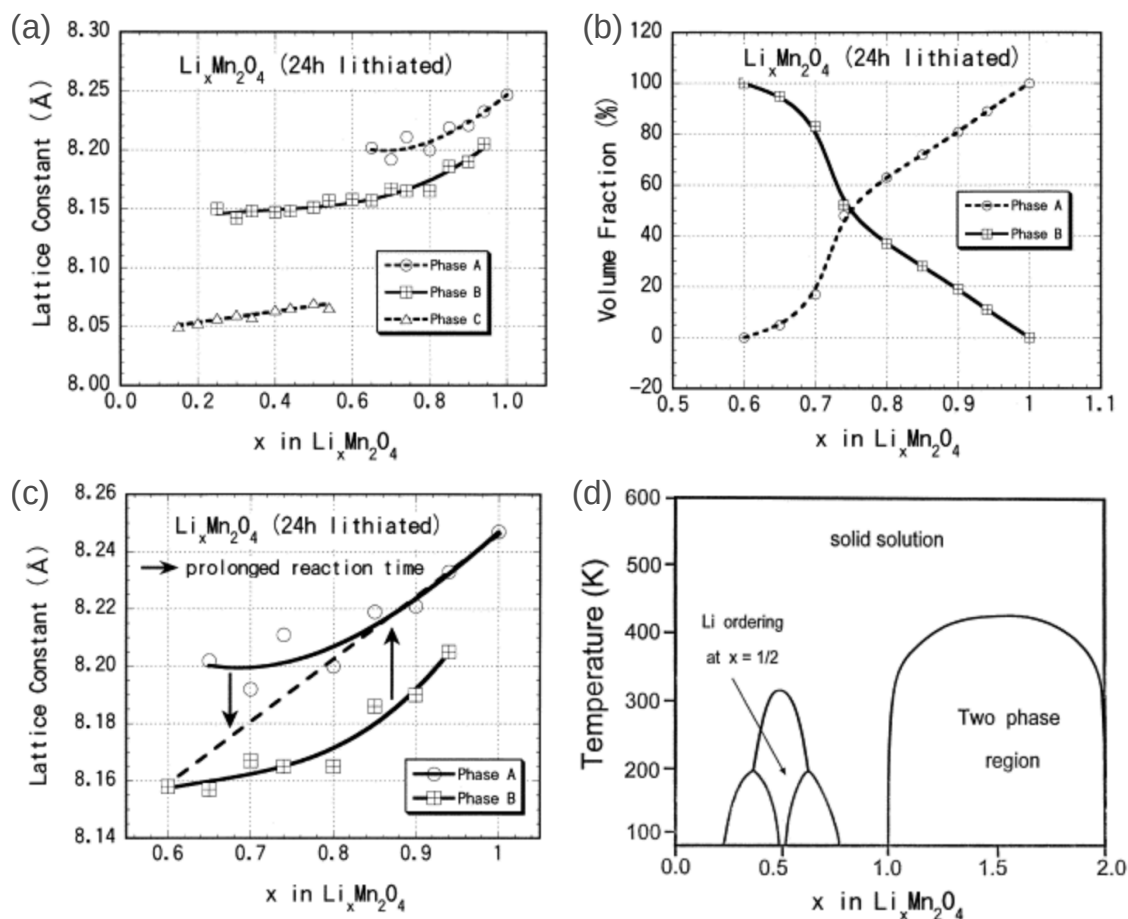 (a)
8.30
8.25
8.20
8.15
8.10
8.05
8.00
Lattice Constant (Å)
LixMn2O4 (24h lithiated)
Phase A
Phase B
Phase C
0.0 0.2 0.4 0.6 0.8 1.0
x in LixMn2O4
(b)
120
100
80
60
40
20
0
−20
Volume Fraction (%)
LixMn2O4 (24h lithiated)
Phase A
Phase B
0.5 0.6 0.7 0.8 0.9 1.0 1.1
x in LixMn2O4
(c)
8.26
8.24
8.22
8.20
8.18
8.16
8.14
Lattice Constant (Å)
LixMn2O4 (24h lithiated)
prolonged reaction time
Phase A
Phase B
0.6 0.7 0.8 0.9 1
x in LixMn2O4
(d)
600
500
400
300
200
100
Temperature (K)
solid solution
Li ordering
at x = 1/2
Two phase
region
0.0 0.5 1.0 1.5 2.0
x in LixMn2O4